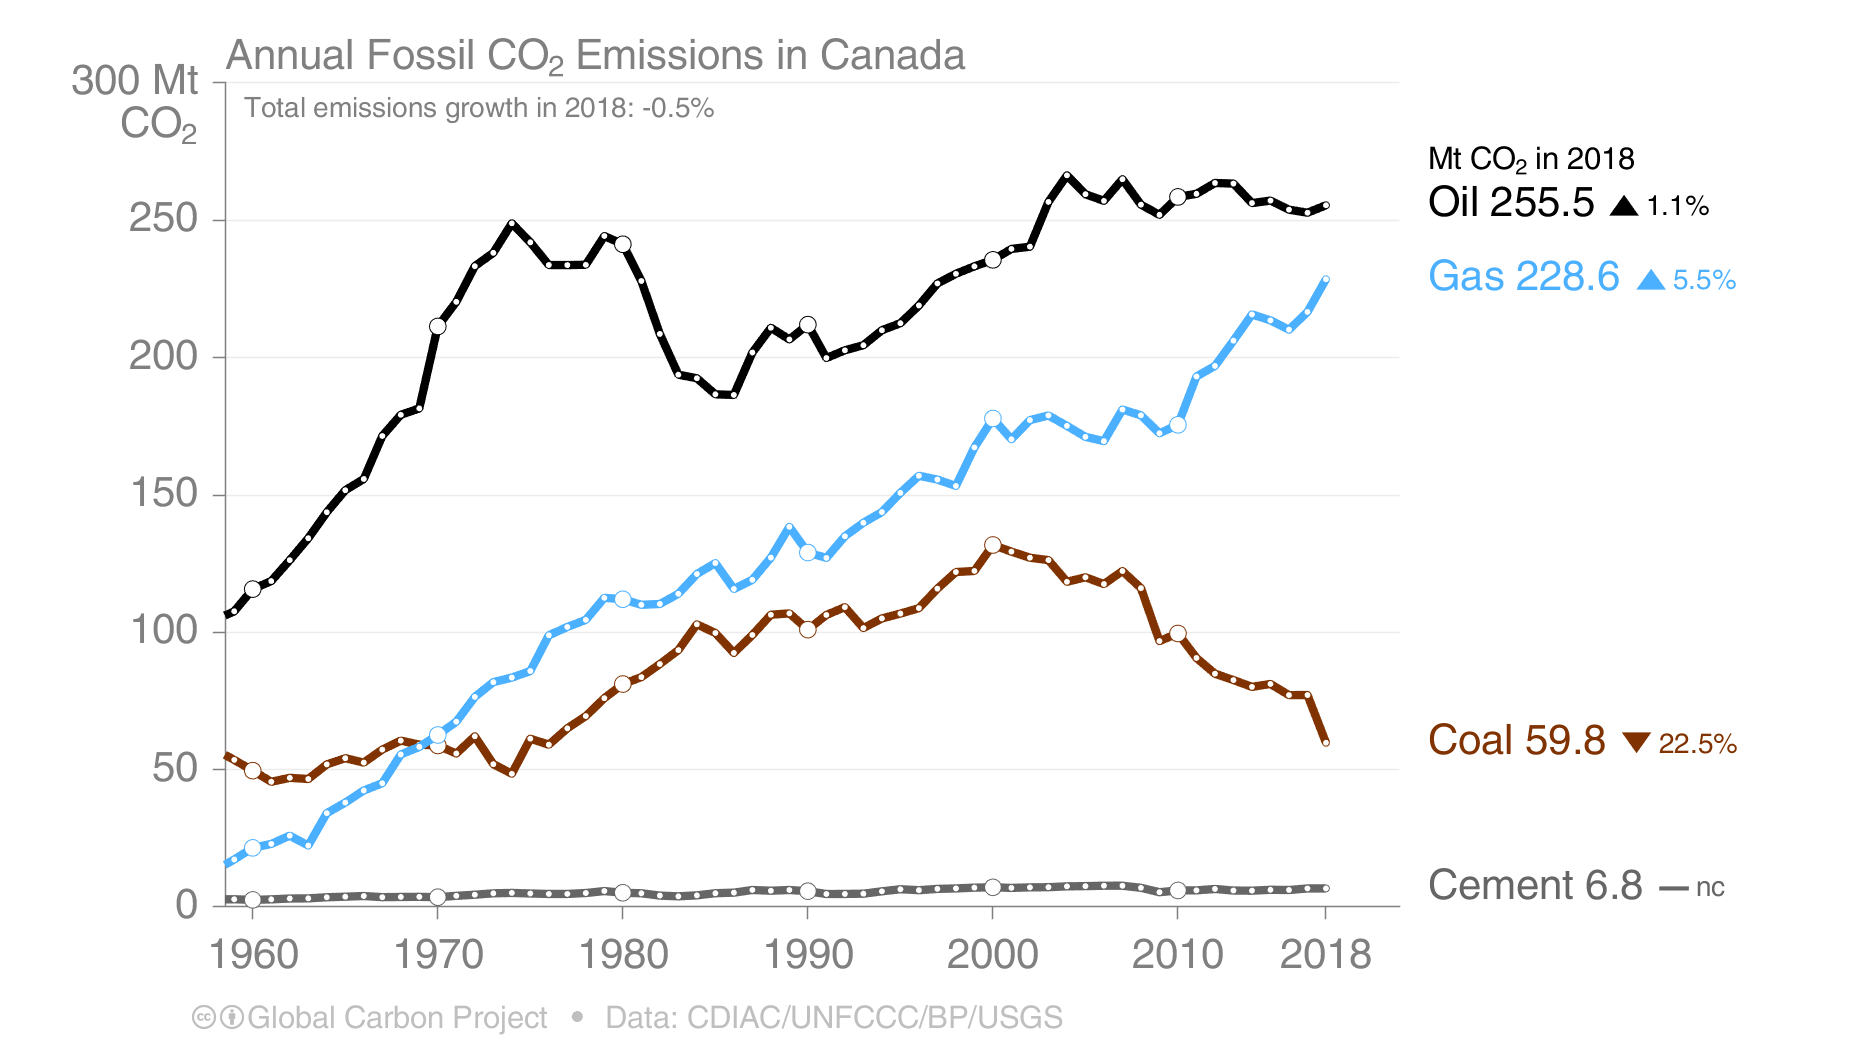 Annual Fossil CO₂ Emissions in Canada
300 Mt
CO₂
Total emissions growth in 2018: -0.5%
250
200
150
100
50
0
1960 1970 1980 1990 2000 2010 2018
Mt CO₂ in 2018
Oil 255.5 ▲ 1.1%
Gas 228.6 ▲ 5.5%
Coal 59.8 ▼ 22.5%
Cement 6.8 — nc
cc Global Carbon Project • Data: CDIAC/UNFCCC/BP/USGS